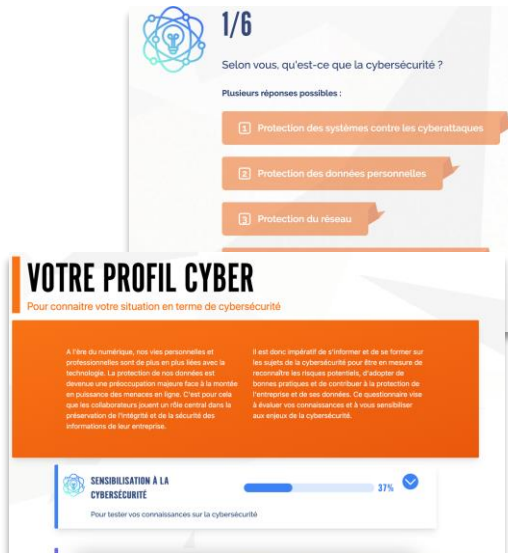 1/6
Selon vous, qu'est-ce que la cybersécurité ?
Plusieurs réponses possibles :
1 Protection des systèmes contre les cyberattaques
2 Protection des données personnelles
3 Protection du réseau
VOTRE PROFIL CYBER
Pour connaitre votre situation en terme de cybersécurité
A l'ère du numérique, nos vies personnelles et
professionnelles sont de plus en plus liées avec la
technologie. La protection de nos données est
devenue une préoccupation majeure face à la montée
en puissance des menaces en ligne. C'est pour cela
que les collaborateurs jouent un rôle central dans la
préservation de l'intégrité et de la sécurité des
informations de leur entreprise.
Il est donc impératif de s'informer et de se former sur
les sujets de la cybersécurité pour être en mesure de
reconnaître les risques potentiels, d'adopter de
bonnes pratiques et de contribuer à la protection de
l'entreprise et de ses données. Ce questionnaire vise
à évaluer vos connaissances et à vous sensibiliser
aux enjeux de la cybersécurité.
SENSIBILISATION À LA
CYBERSÉCURITÉ
37%
Pour tester vos connaissances sur la cybersécurité